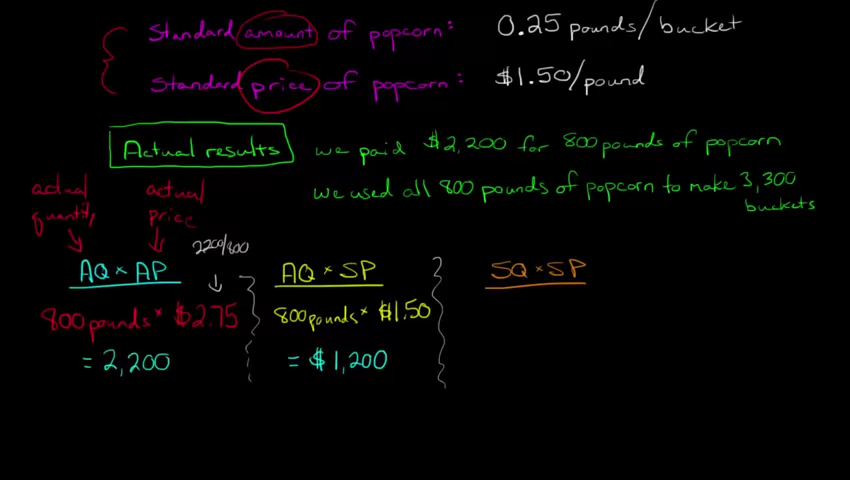 Standard amount of popcorn: 0.25 pounds/bucket
Standard price of popcorn: $1.50/pound
Actual results we paid $2,200 for 800 pounds of popcorn
we used all 800 pounds of popcorn to make 3,300 buckets
actual quantity
actual price
2200/800
AQ × AP
AQ × SP
SQ × SP
800 pounds × $2.75
800 pounds × $1.50
= 2,200
= $1,200